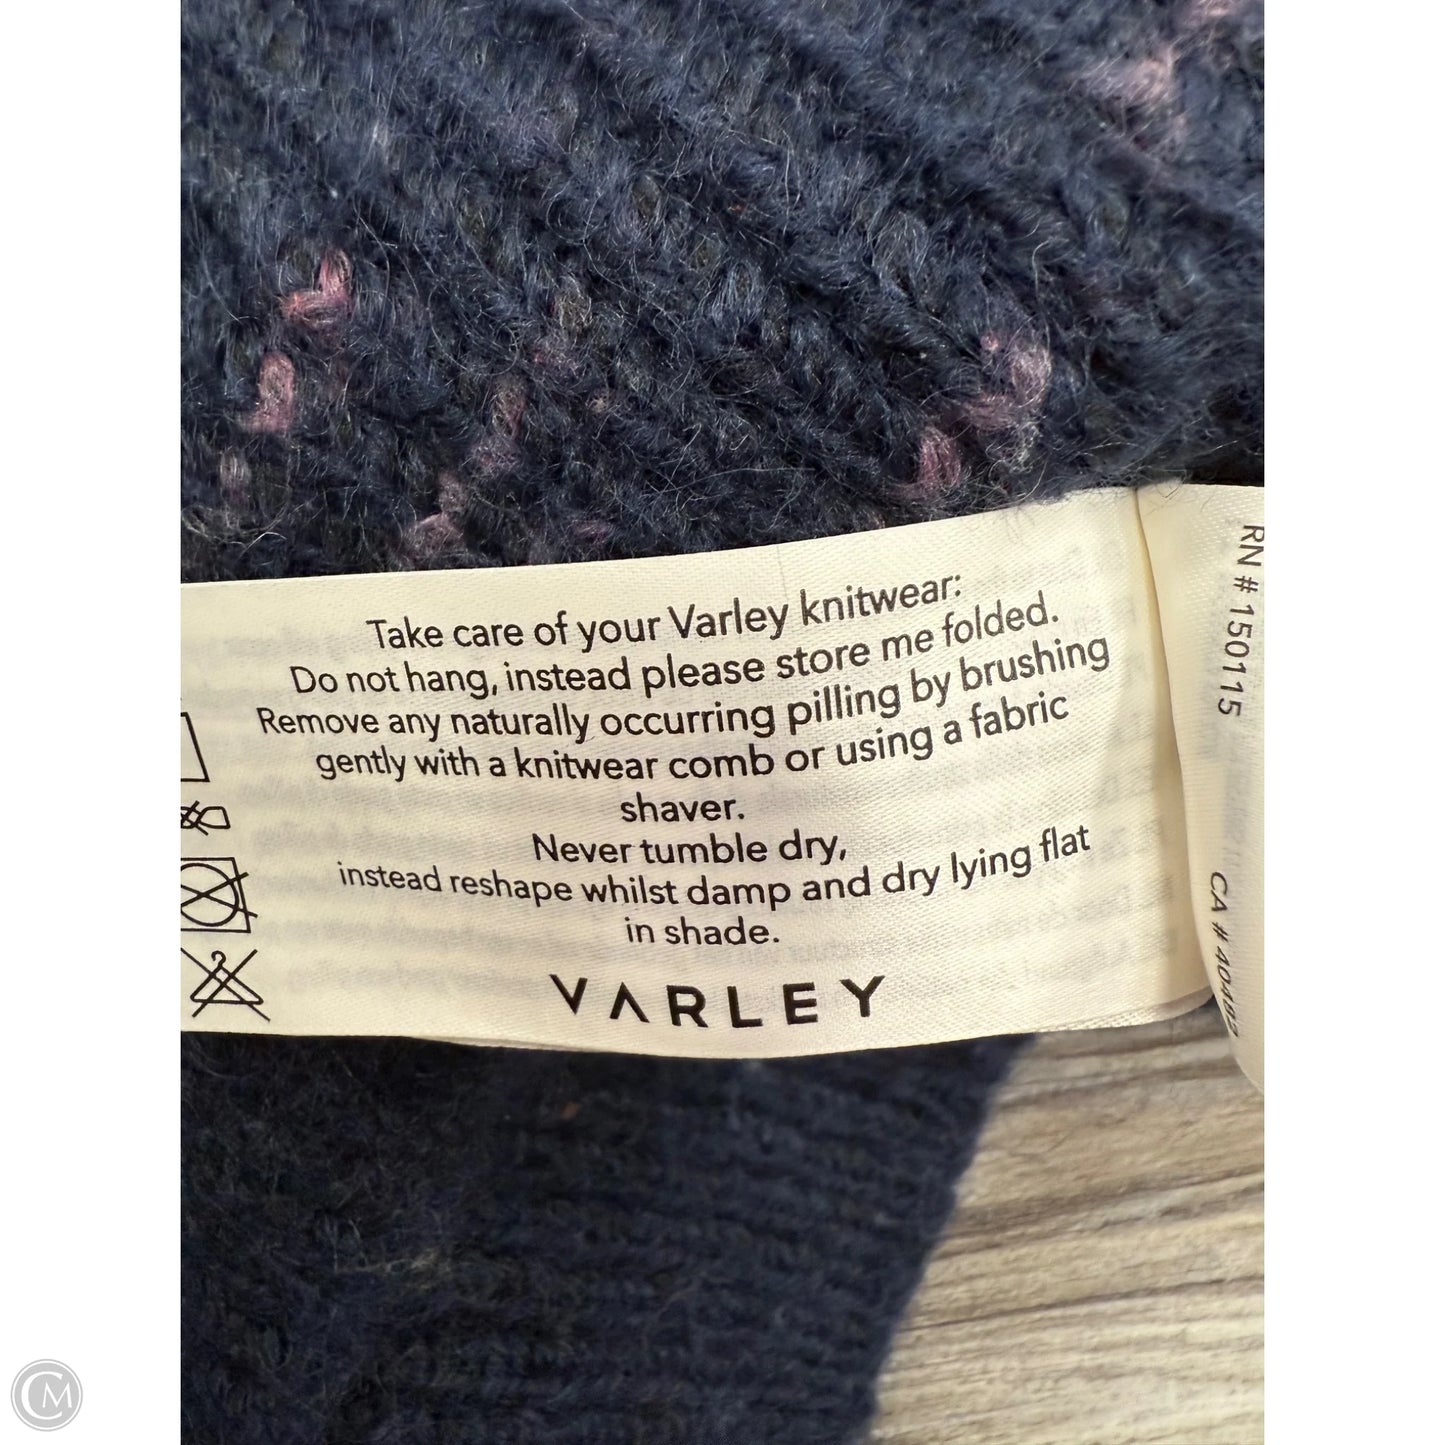 Take care of your Varley knitwear:
Do not hang, instead please store me folded.
Remove any naturally occurring pilling by brushing
gently with a knitwear comb or using a fabric
shaver.
Never tumble dry,
instead reshape whilst damp and dry lying flat
in shade.
VARLEY
RN # 150115
CA #
CM